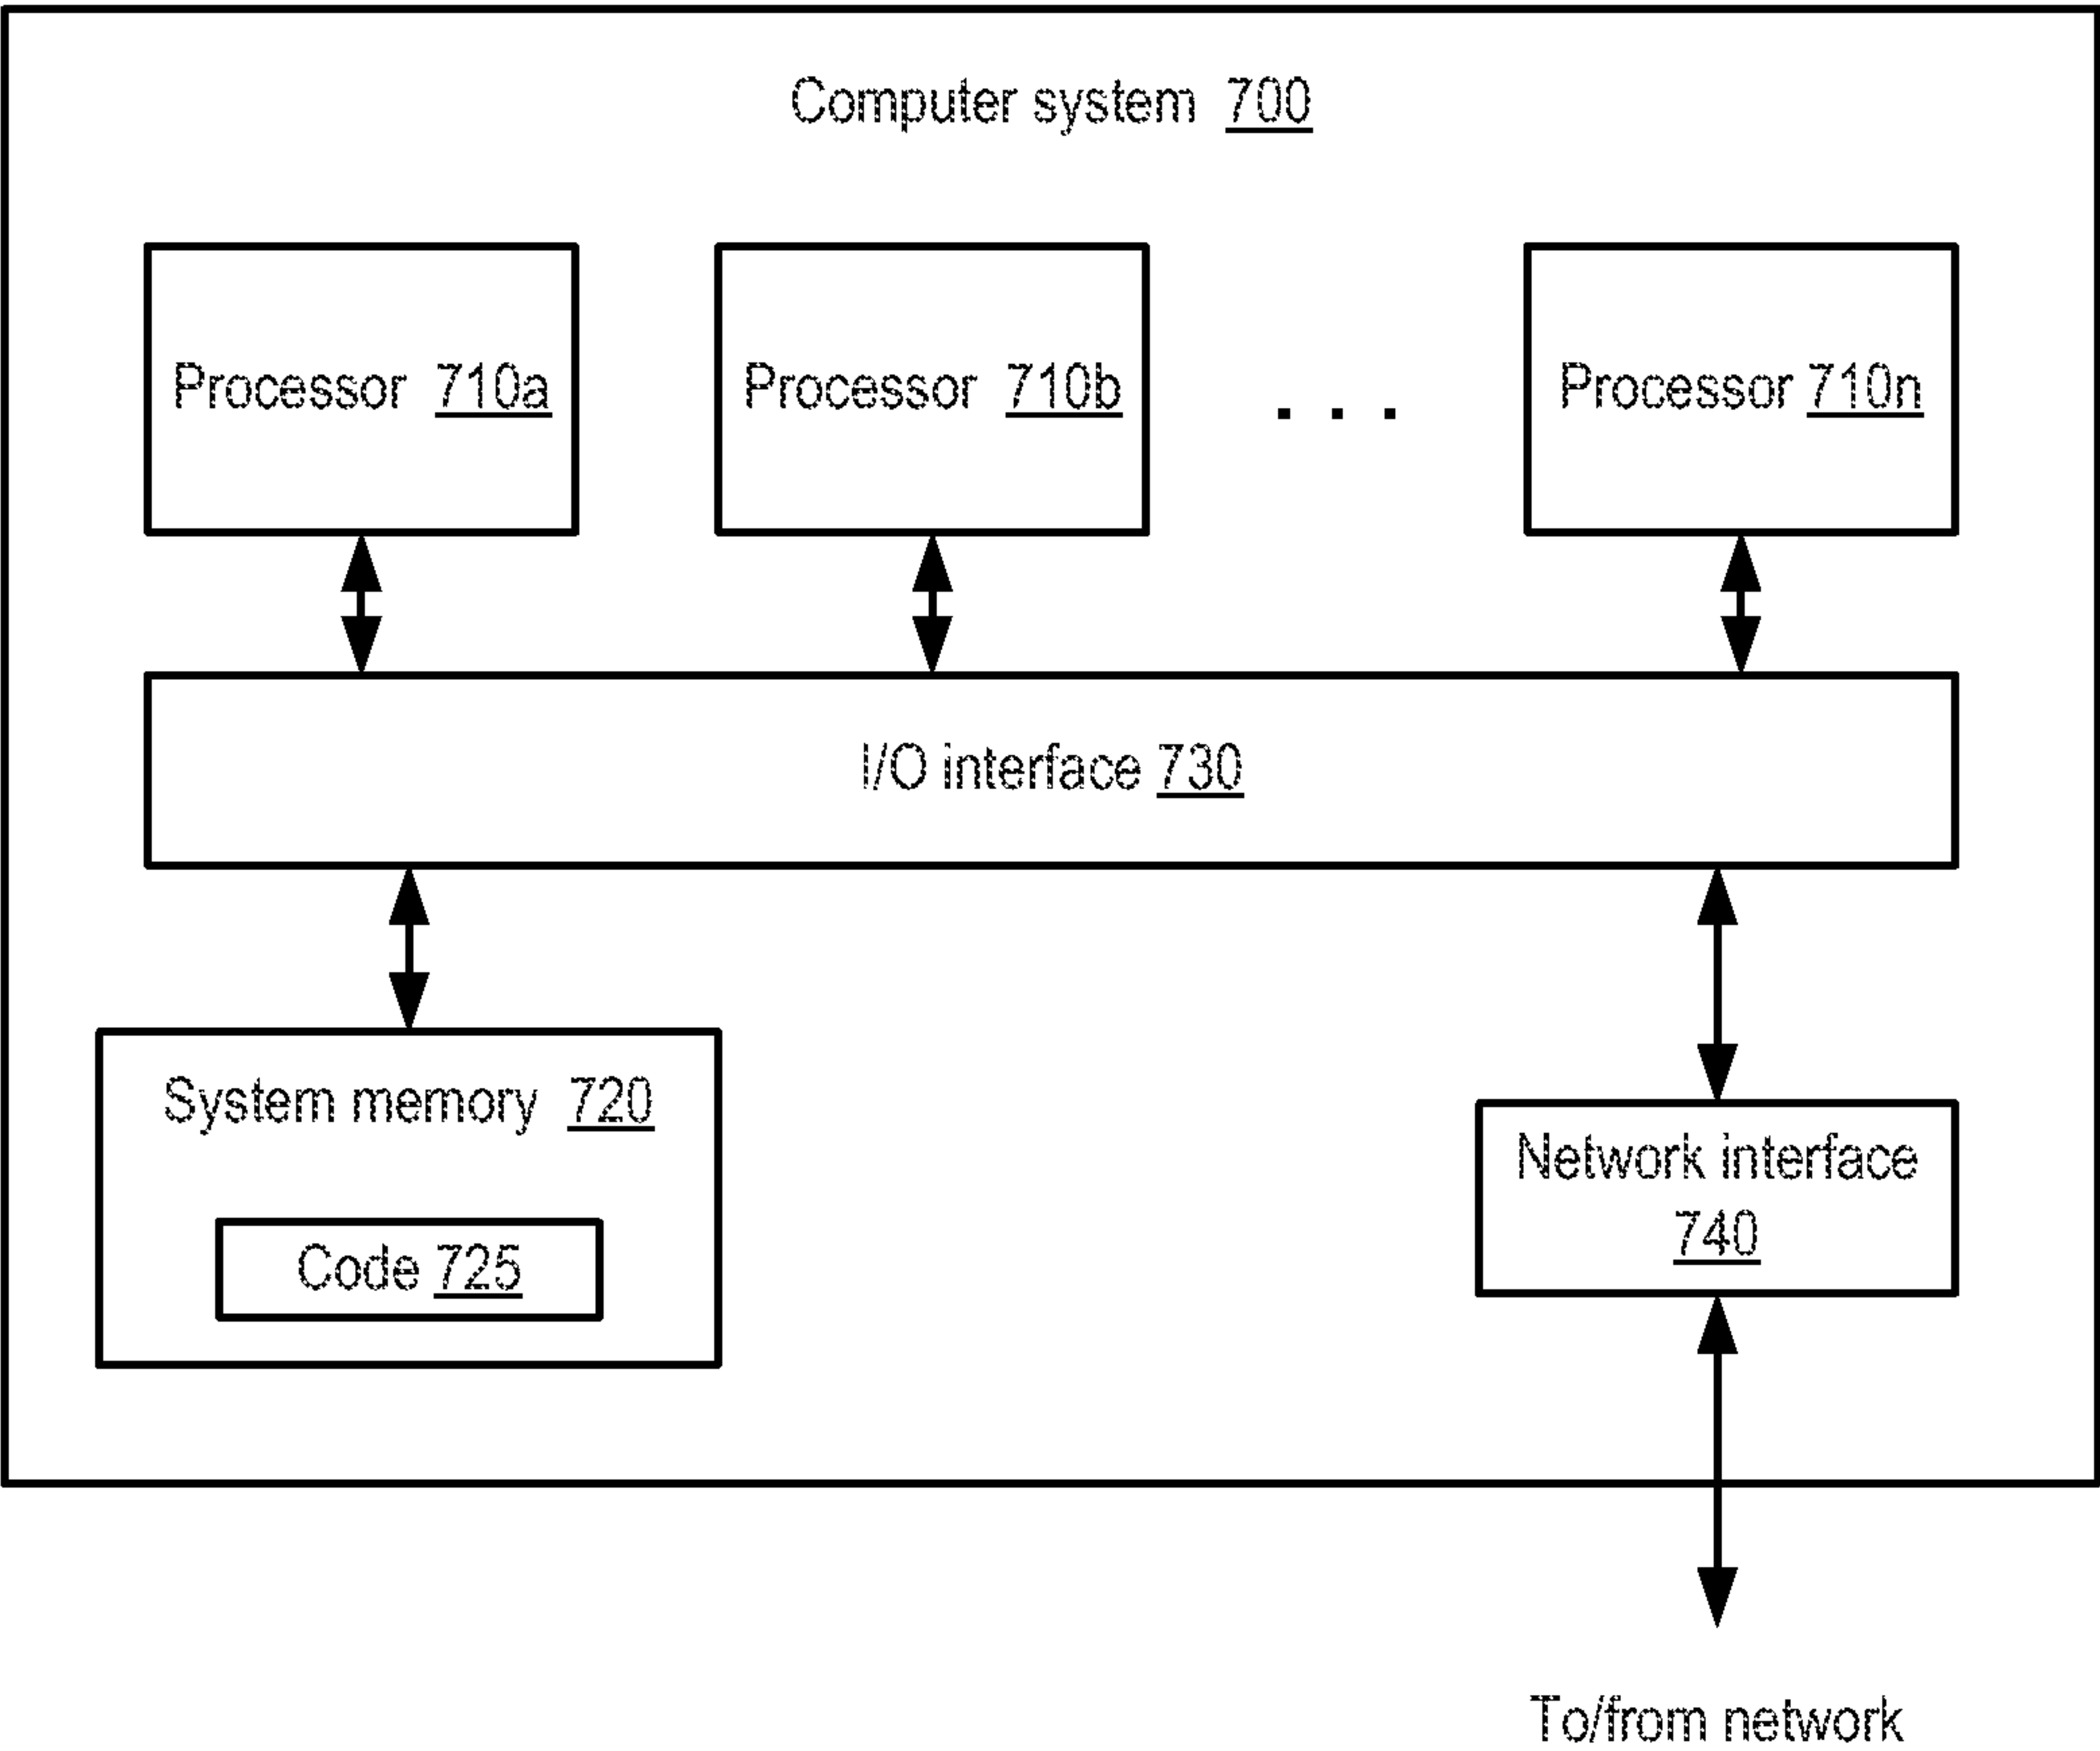 Computer system 700
Processor 710a
Processor 710b
. . .
Processor 710n
I/O interface 730
System memory 720
Code 725
Network interface
740
To/from network